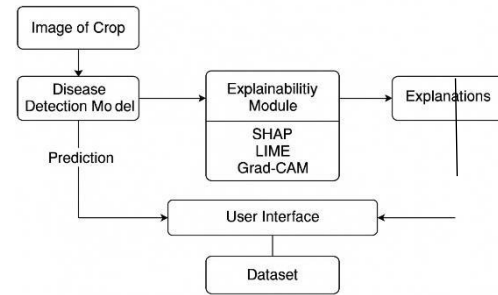 Image of Crop
Disease
Detection Mo del
Explainabilitiy
Module
SHAP
LIME
Grad-CAM
Explanations
Prediction
User Interface
Dataset